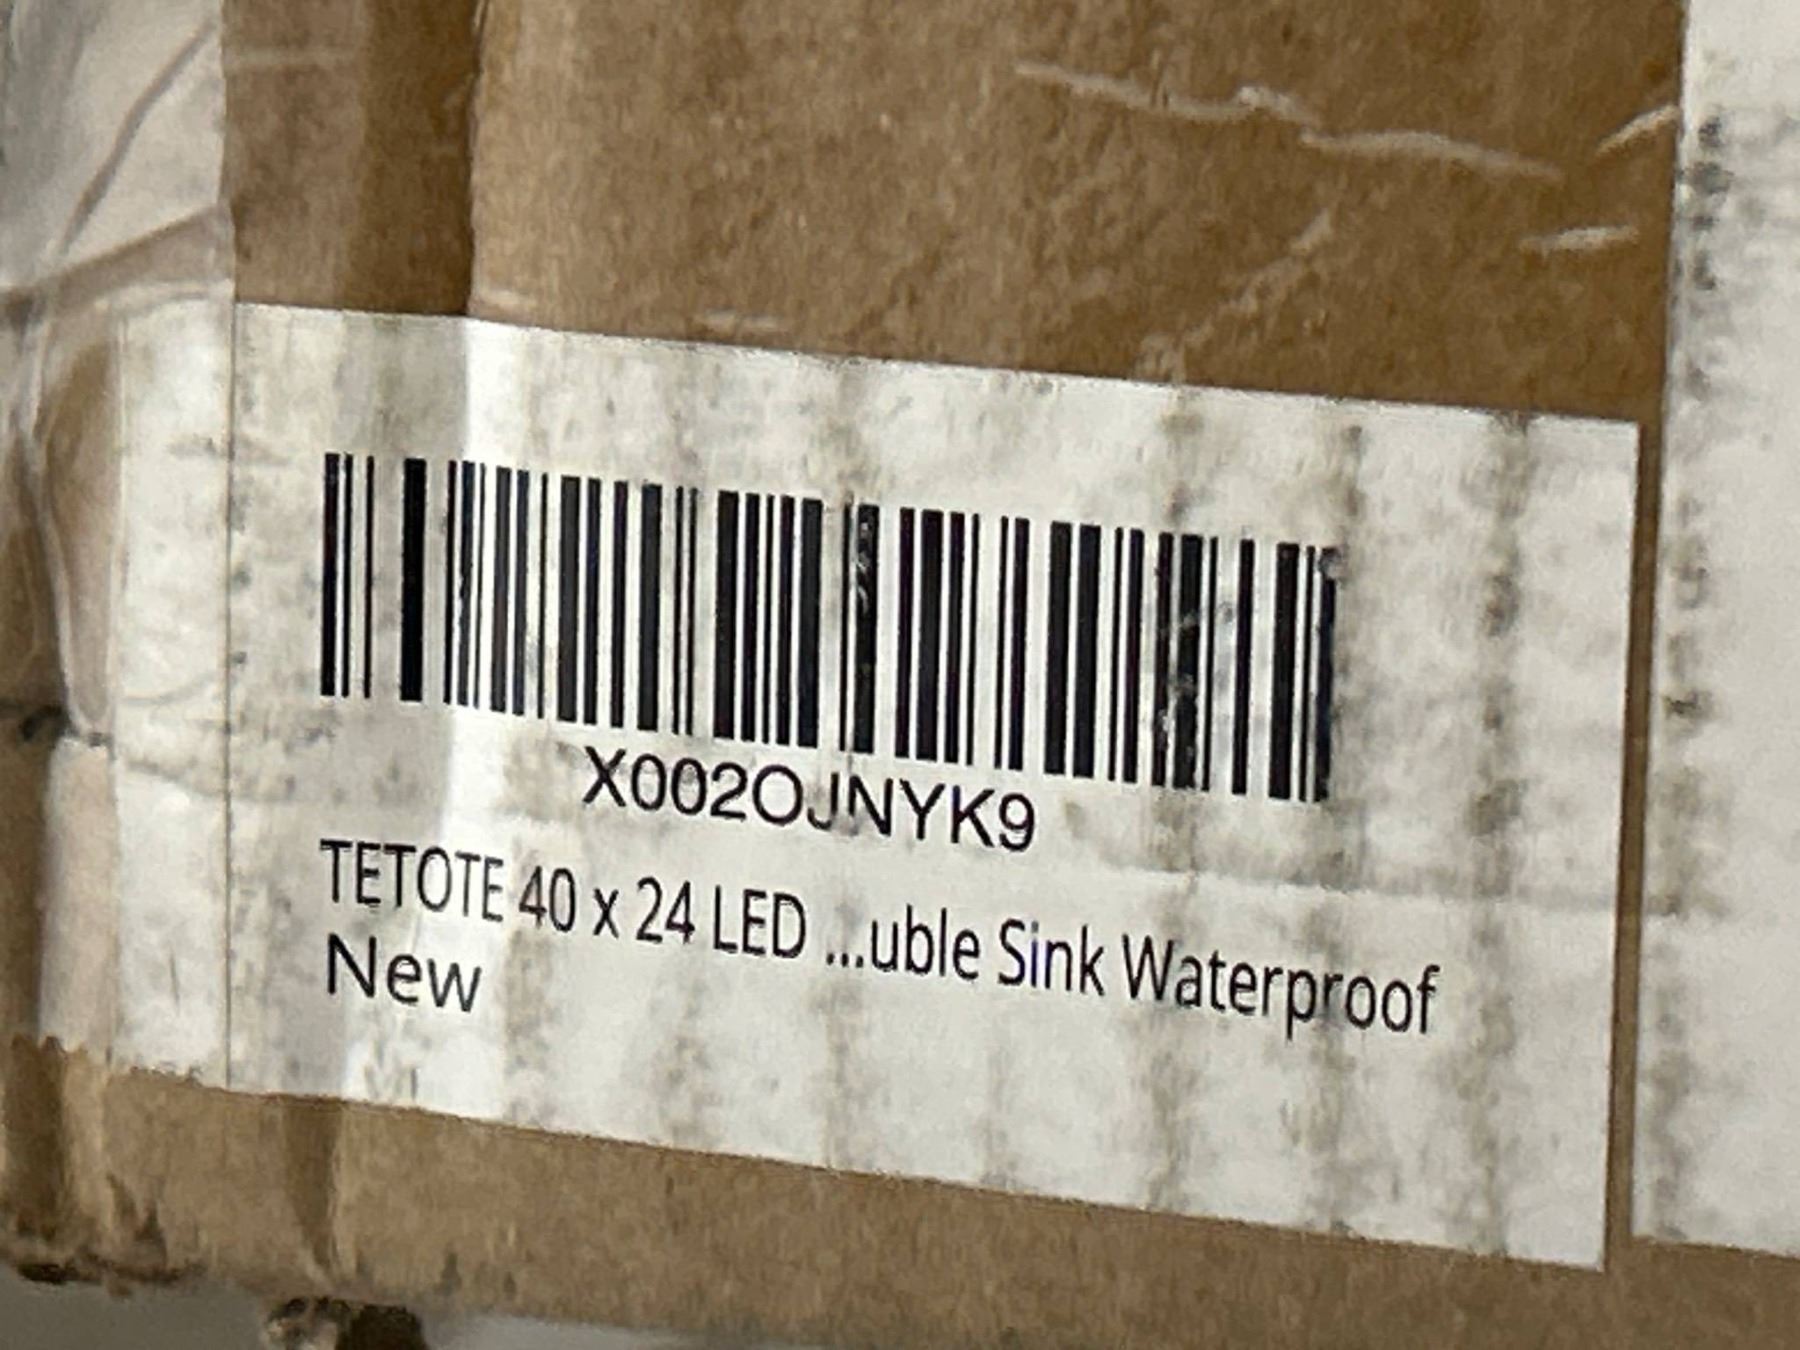 X002OJNYK9
TETOTE 40 x 24 LED ...uble Sink Waterproof
New